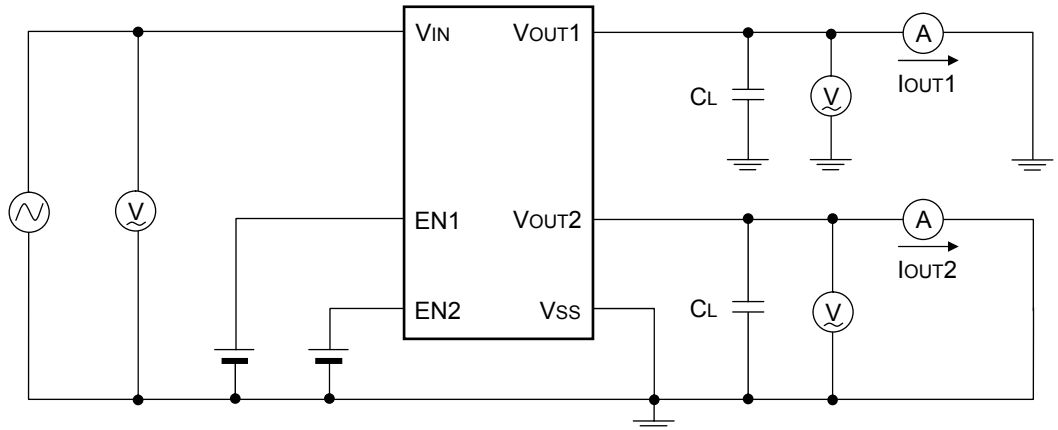 VIN VOUT1 A
IOUT1
CL V
V EN1 VOUT2 A
IOUT2
EN2 VSS CL V